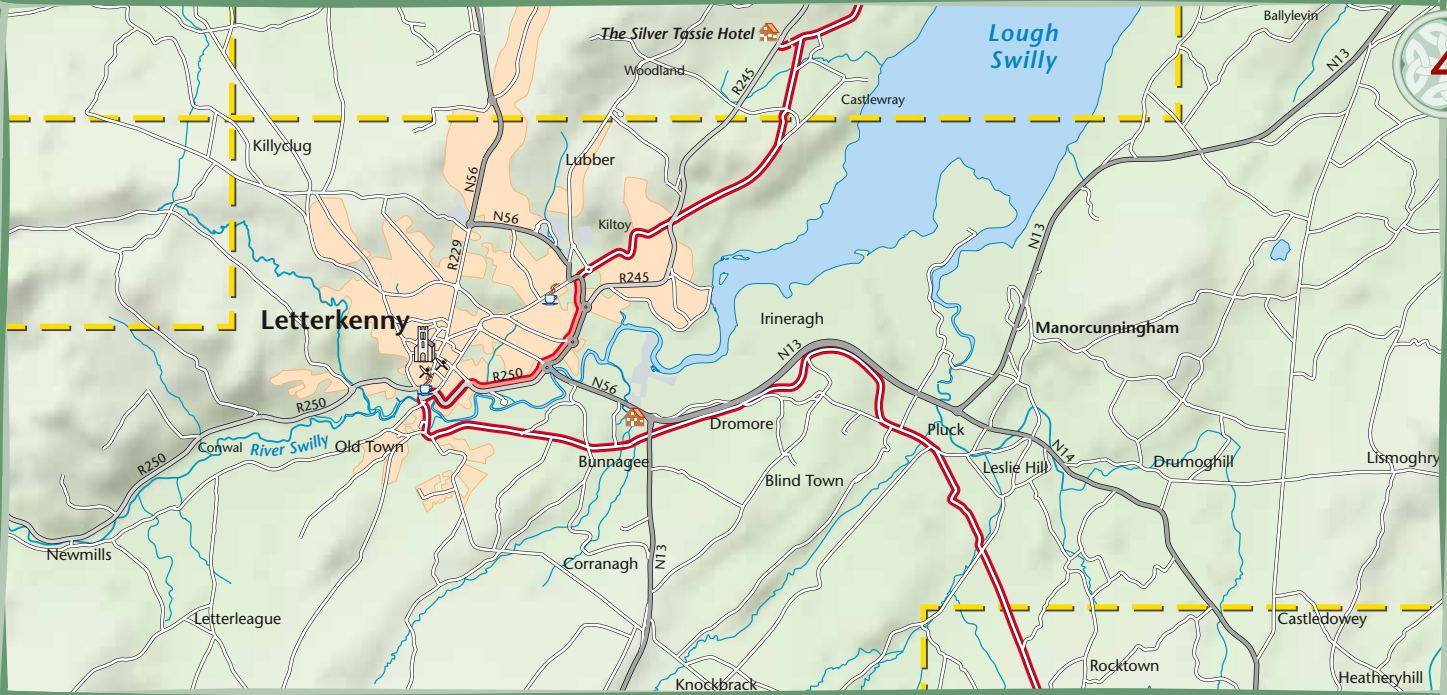 Ballylevin
The Silver Tassie Hotel
Lough
Swilly
N13
Woodland
R245
Castlewray
Killyclug
Lubber
N56
N56
Kiltoy
R229
N13
R245
Letterkenny
Irineragh
Manorcunningham
N13
R250
N56
R250
Dromore
Pluck
Conwal
River Swilly
Old Town
R250
Bunnagee
Leslie Hill
N14
Drumoghill
Lismoghry
Blind Town
Newmills
Corranagh
N13
Letterleague
Castledowey
Rocktown
Heatheryhill
Knockbrack